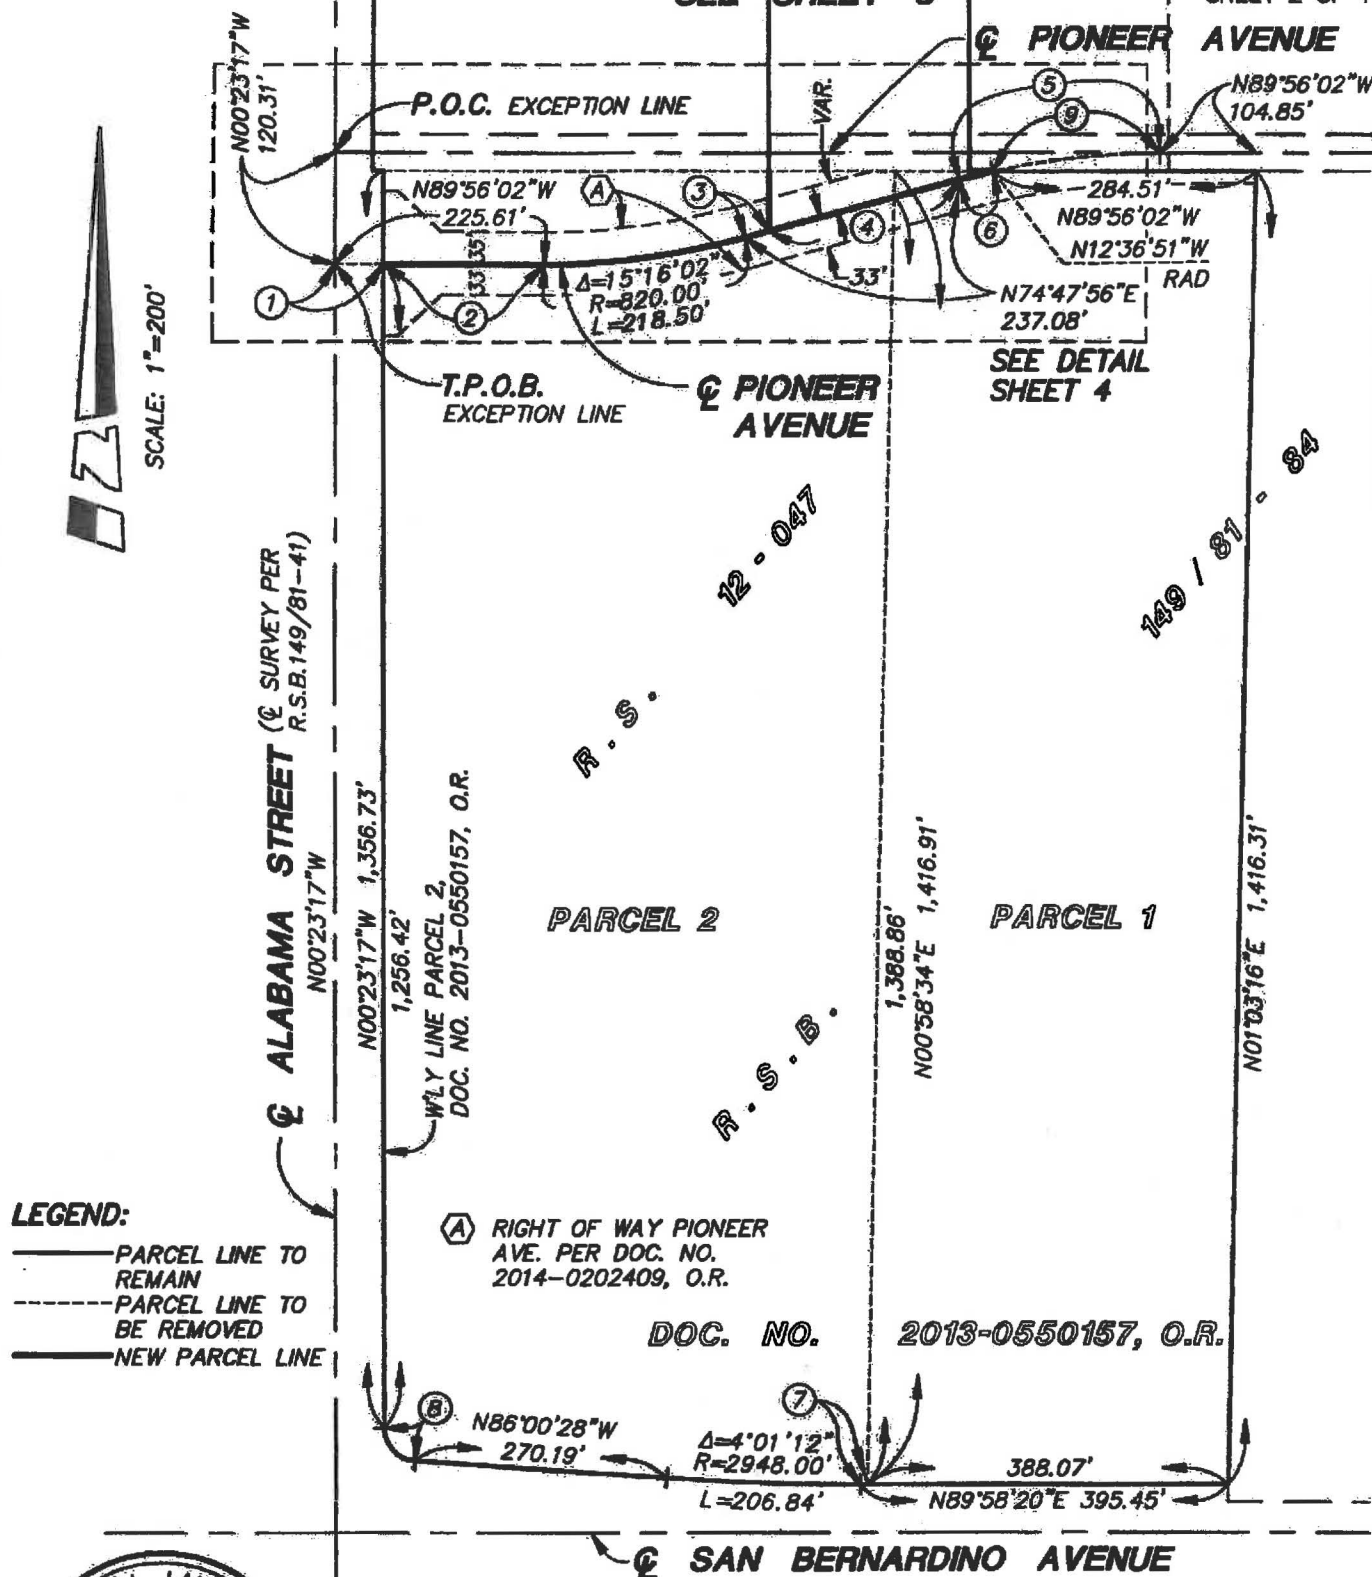 ℄ PIONEER AVENUE
N00°23'17"W
120.31'
P.O.C. EXCEPTION LINE
VAR.
5
9
N89°56'02"W
104.85'
N89°56'02"W
225.61'
A
3
4
6
284.51'
N89°56'02"W
N12°36'51"W
RAD
33'
35'
33'
1
2
Δ=15°16'02"
R=820.00'
L=218.50'
N74°47'56"E
237.08'
SEE DETAIL
SHEET 4
T.P.O.B.
EXCEPTION LINE
℄ PIONEER
AVENUE
SCALE: 1"=200'
12 - 047
149 / 81 - 84
R . S .
℄ ALABAMA STREET (℄ SURVEY PER
R.S.B.149/81-41)
N00°23'17"W
N00°23'17"W 1,356.73'
1,256.42'
W'LY LINE PARCEL 2,
DOC. NO. 2013-0550157, O.R.
PARCEL 2
1,388.86'
N00°58'34"E 1,416.91'
PARCEL 1
N01°03'16"E 1,416.31'
R . S . B .
LEGEND:
PARCEL LINE TO
REMAIN
PARCEL LINE TO
BE REMOVED
NEW PARCEL LINE
A RIGHT OF WAY PIONEER
AVE. PER DOC. NO.
2014-0202409, O.R.
DOC. NO. 2013-0550157, O.R.
8
N86°00'28"W
270.19'
7
Δ=4°01'12"
R=2948.00'
L=206.84'
388.07'
N89°58'20"E 395.45'
℄ SAN BERNARDINO AVENUE